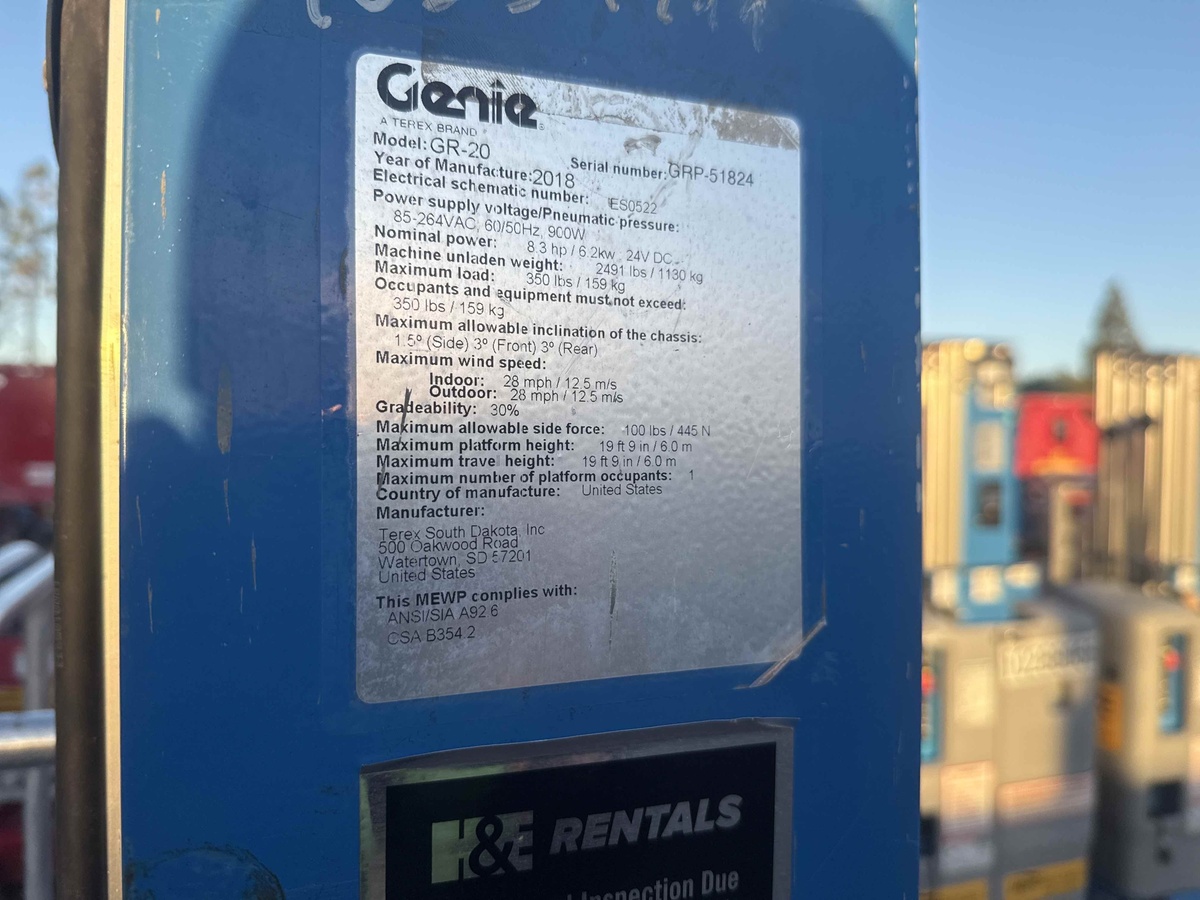 Genie
A TEREX BRAND
Model: GR-20
Serial number: GRP-51824
Year of Manufacture: 2018
Electrical schematic number: ES0522
Power supply voltage/Pneumatic pressure:
85-264VAC, 60/50Hz, 900W
Nominal power: 8.3 hp / 6.2kw , 24V DC
Machine unladen weight: 2491 lbs / 1130 kg
Maximum load: 350 lbs / 159 kg
Occupants and equipment must not exceed:
350 lbs / 159 kg
Maximum allowable inclination of the chassis:
1.5º (Side) 3º (Front) 3º (Rear)
Maximum wind speed:
Indoor: 28 mph / 12.5 m/s
Outdoor: 28 mph / 12.5 m/s
Gradeability: 30%
Maximum allowable side force: 100 lbs / 445 N
Maximum platform height: 19 ft 9 in / 6.0 m
Maximum travel height: 19 ft 9 in / 6.0 m
Maximum number of platform occupants: 1
Country of manufacture: United States
Manufacturer:
Terex South Dakota, Inc
500 Oakwood Road
Watertown, SD 57201
United States
This MEWP complies with:
ANSI/SIA A92.6
CSA B354.2
H&E RENTALS
Inspection Due